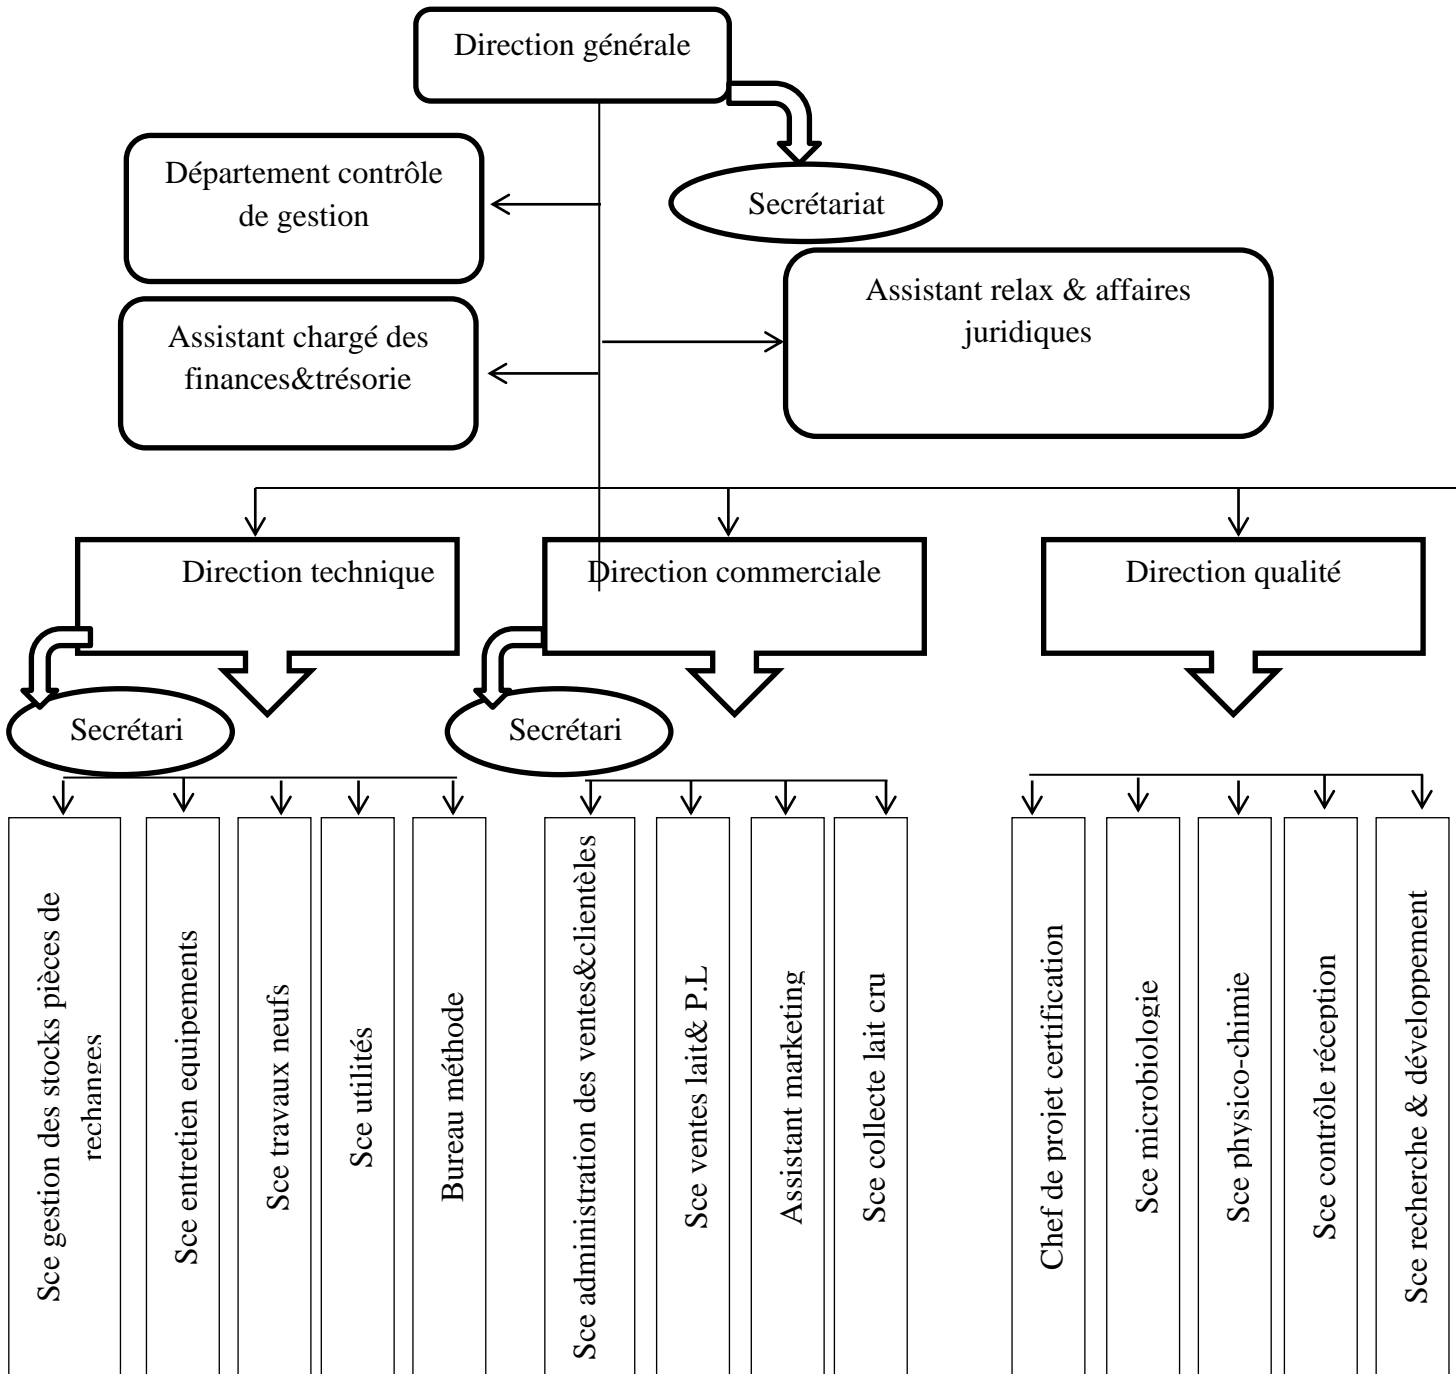 Direction générale
Département contrôle
de gestion
Secrétariat
Assistant relax & affaires
juridiques
Assistant chargé des
finances&trésorie
Direction technique
Direction commerciale
Direction qualité
Secrétari
Secrétari
Sce gestion des stocks pièces de
rechanges
Sce entretien equipements
Sce travaux neufs
Sce utilités
Bureau méthode
Sce administration des ventes&clientèles
Sce ventes lait& P.L
Assistant marketing
Sce collecte lait cru
Chef de projet certification
Sce microbiologie
Sce physico-chimie
Sce contrôle réception
Sce recherche & développement